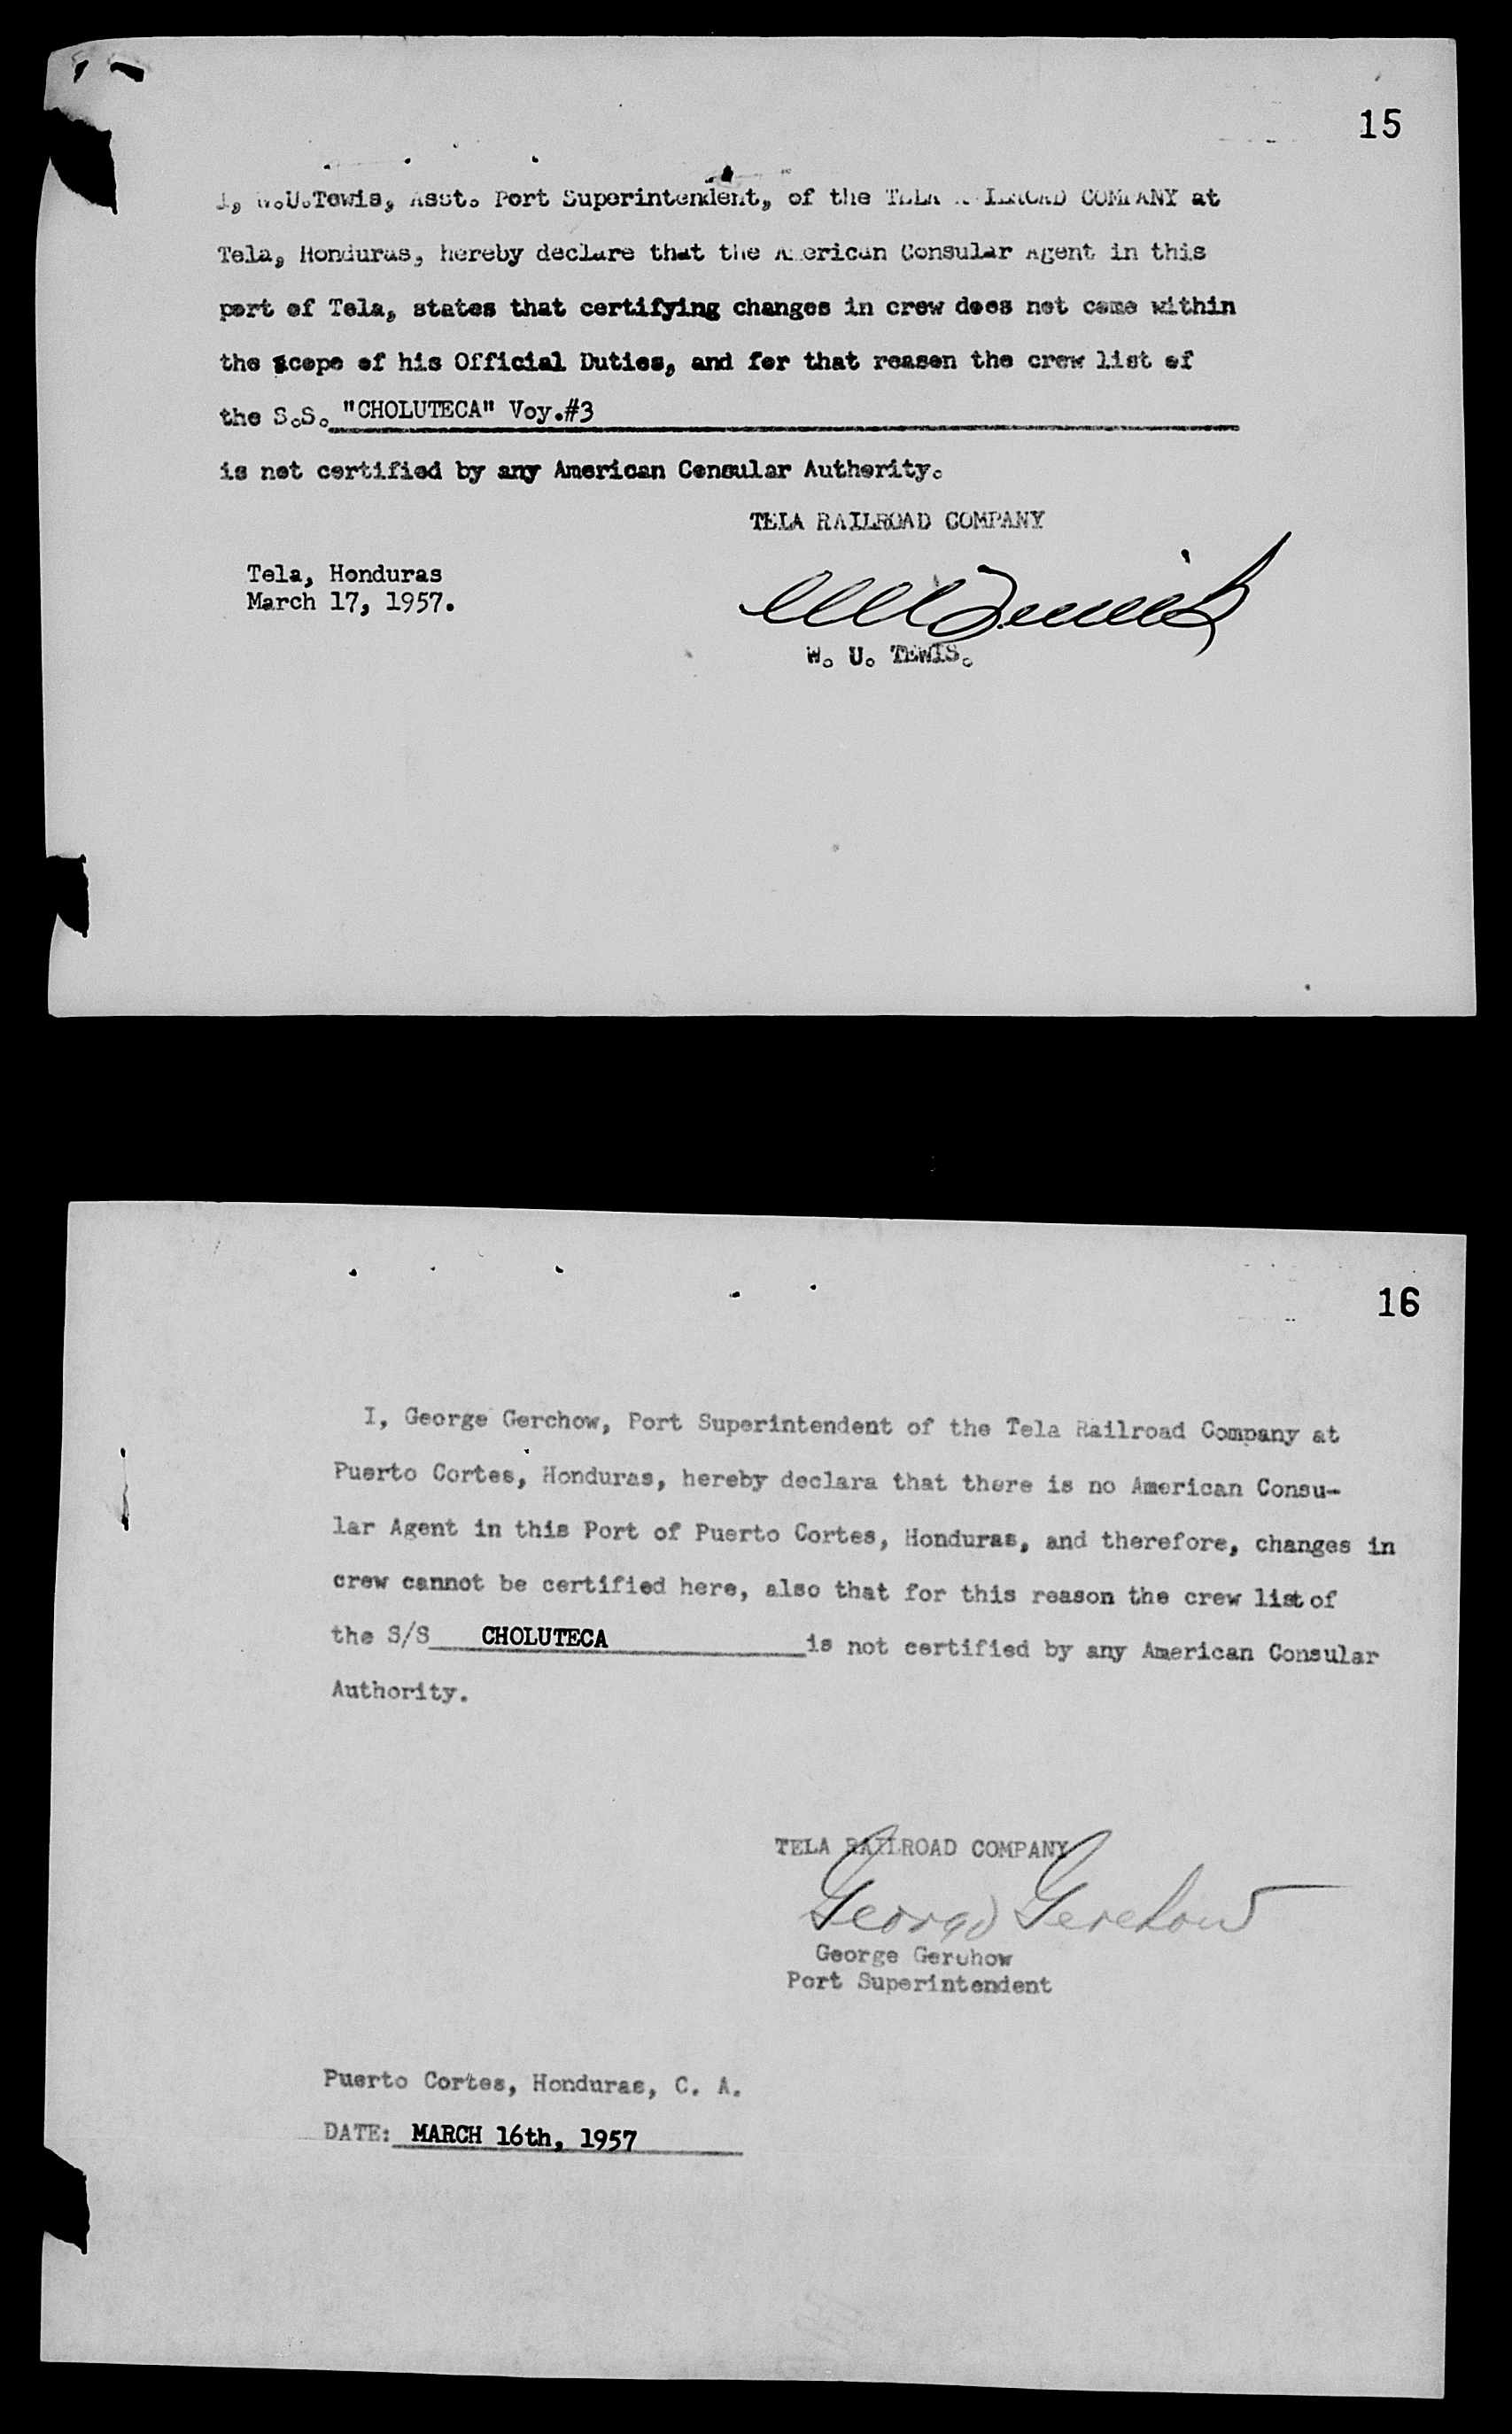 15
I, W.U.Tewis, Asst. Port Superintendent, of the TELA RAILROAD COMPANY at
Tela, Honduras, hereby declare that the American Consular Agent in this
port of Tela, states that certifying changes in crew does not come within
the scope of his Official Duties, and for that reason the crew list of
the S.S. "CHOLUTECA" Voy.#3
is not certified by any American Consular Authority.
TELA RAILROAD COMPANY
Tela, Honduras
March 17, 1957.
W. U. TEWIS.
16
I, George Gerchow, Port Superintendent of the Tela Railroad Company at
Puerto Cortes, Honduras, hereby declara that there is no American Consu-
lar Agent in this Port of Puerto Cortes, Honduras, and therefore, changes in
crew cannot be certified here, also that for this reason the crew list of
the S/S CHOLUTECA is not certified by any American Consular
Authority.
TELA RAILROAD COMPANY
George Gerchow
George Gerchow
Port Superintendent
Puerto Cortes, Honduras, C. A.
DATE: MARCH 16th, 1957